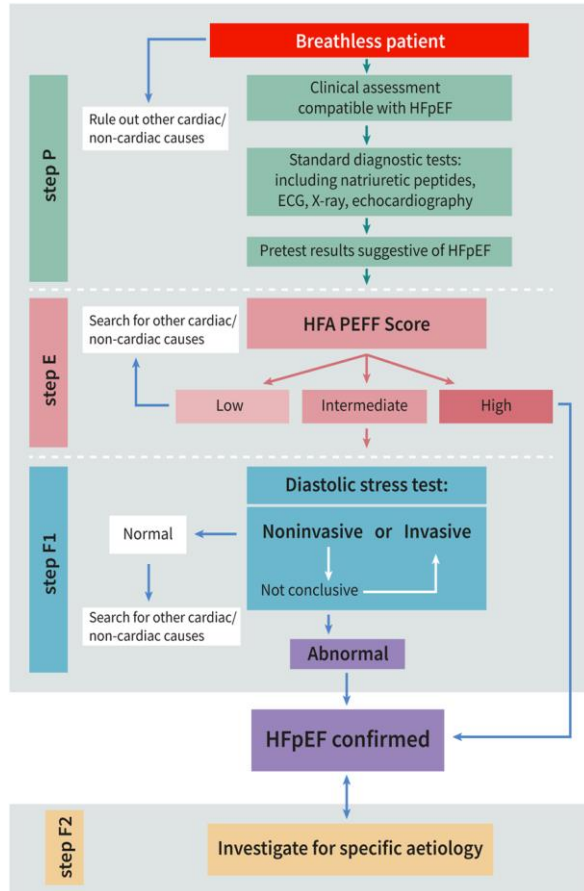 Breathless patient
Clinical assessment
compatible with HFpEF
Rule out other cardiac/
non-cardiac causes
step P
Standard diagnostic tests:
including natriuretic peptides,
ECG, X-ray, echocardiography
Pretest results suggestive of HFpEF
Search for other cardiac/
non-cardiac causes
HFA PEFF Score
step E
Low
Intermediate
High
Diastolic stress test:
Noninvasive or Invasive
Normal
step F1
Not conclusive
Search for other cardiac/
non-cardiac causes
Abnormal
HFpEF confirmed
step F2
Investigate for specific aetiology